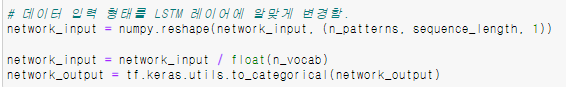 # 데이터 입력 형태를 LSTM 레이어에 알맞게 변경함.
network_input = numpy.reshape(network_input, (n_patterns, sequence_length, 1))
network_input = network_input / float(n_vocab)
network_output = tf.keras.utils.to_categorical(network_output)